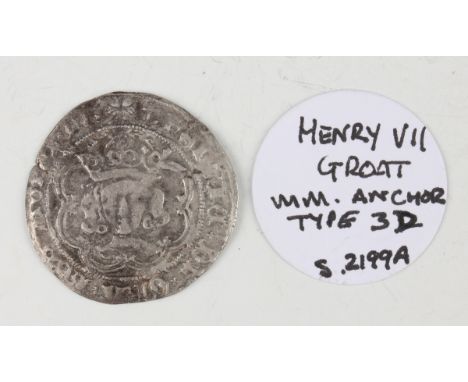 HENRY VII
GROAT
MM. ANCHOR
TYPE 3D
S.2199A